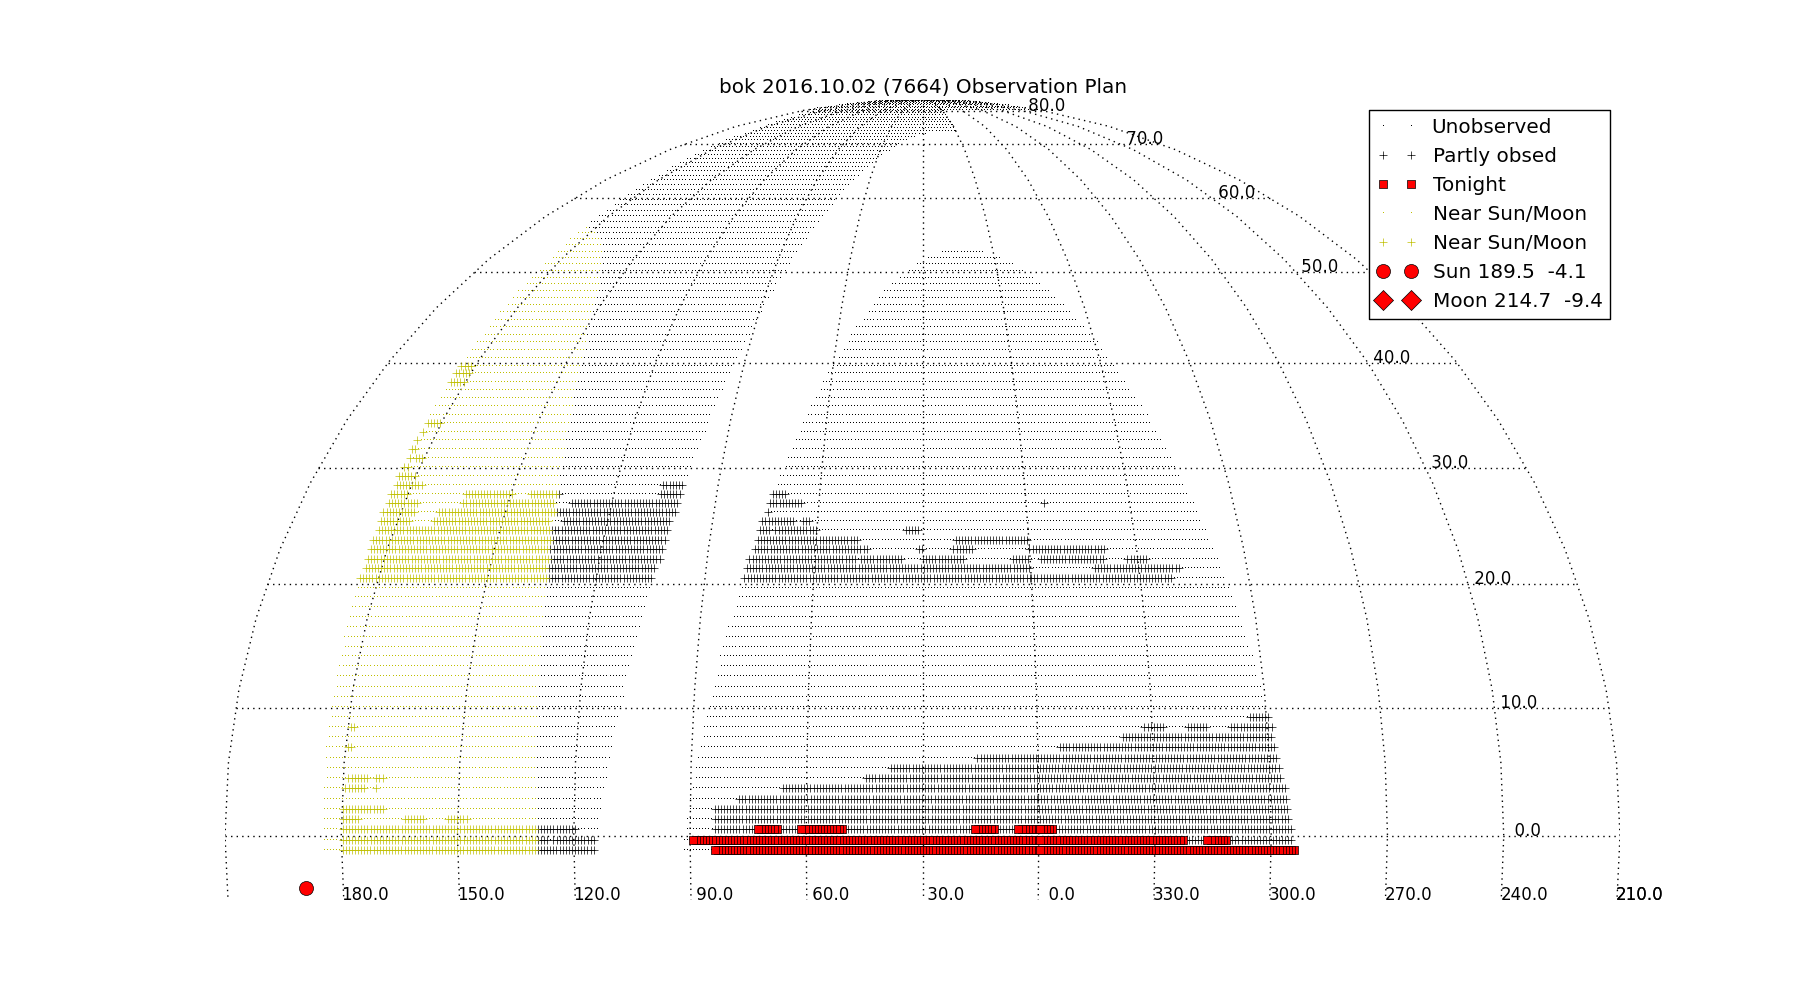 bok 2016.10.02 (7664) Observation Plan
80.0
70.0
60.0
50.0
40.0
30.0
20.0
10.0
0.0
Unobserved
Partly obsed
Tonight
Near Sun/Moon
Near Sun/Moon
Sun 189.5 -4.1
Moon 214.7 -9.4
180.0 150.0 120.0 90.0 60.0 30.0 0.0 330.0 300.0 270.0 240.0 210.0